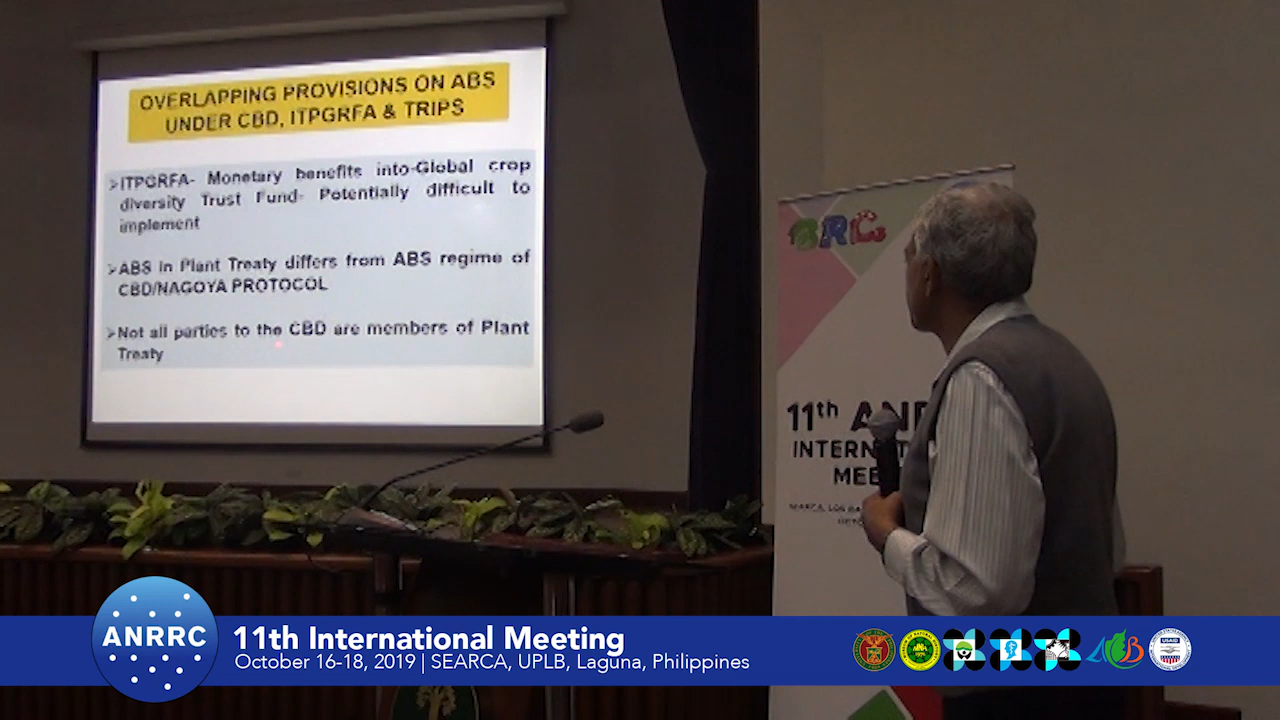 OVERLAPPING PROVISIONS ON ABS
UNDER CBD, ITPGRFA & TRIPS
➢ITPGRFA- Monetary benefits into-Global crop
diversity Trust Fund- Potentially difficult to
implement
➢ABS in Plant Treaty differs from ABS regime of
CBD/NAGOYA PROTOCOL
➢Not all parties to the CBD are members of Plant
Treaty
BRC
11th
INTERN
MEE
ANRRC
11th International Meeting
October 16-18, 2019 | SEARCA, UPLB, Laguna, Philippines
USAID